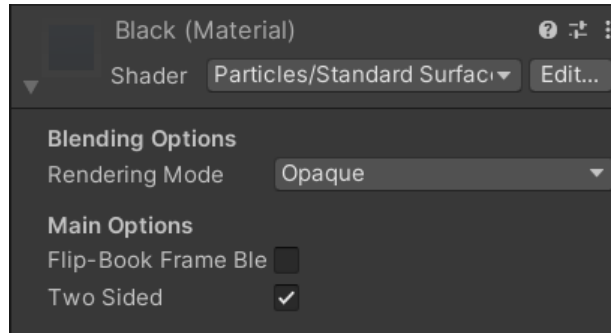 Black (Material)
Shader Particles/Standard Surfac Edit...
Blending Options
Rendering Mode Opaque
Main Options
Flip-Book Frame Ble
Two Sided